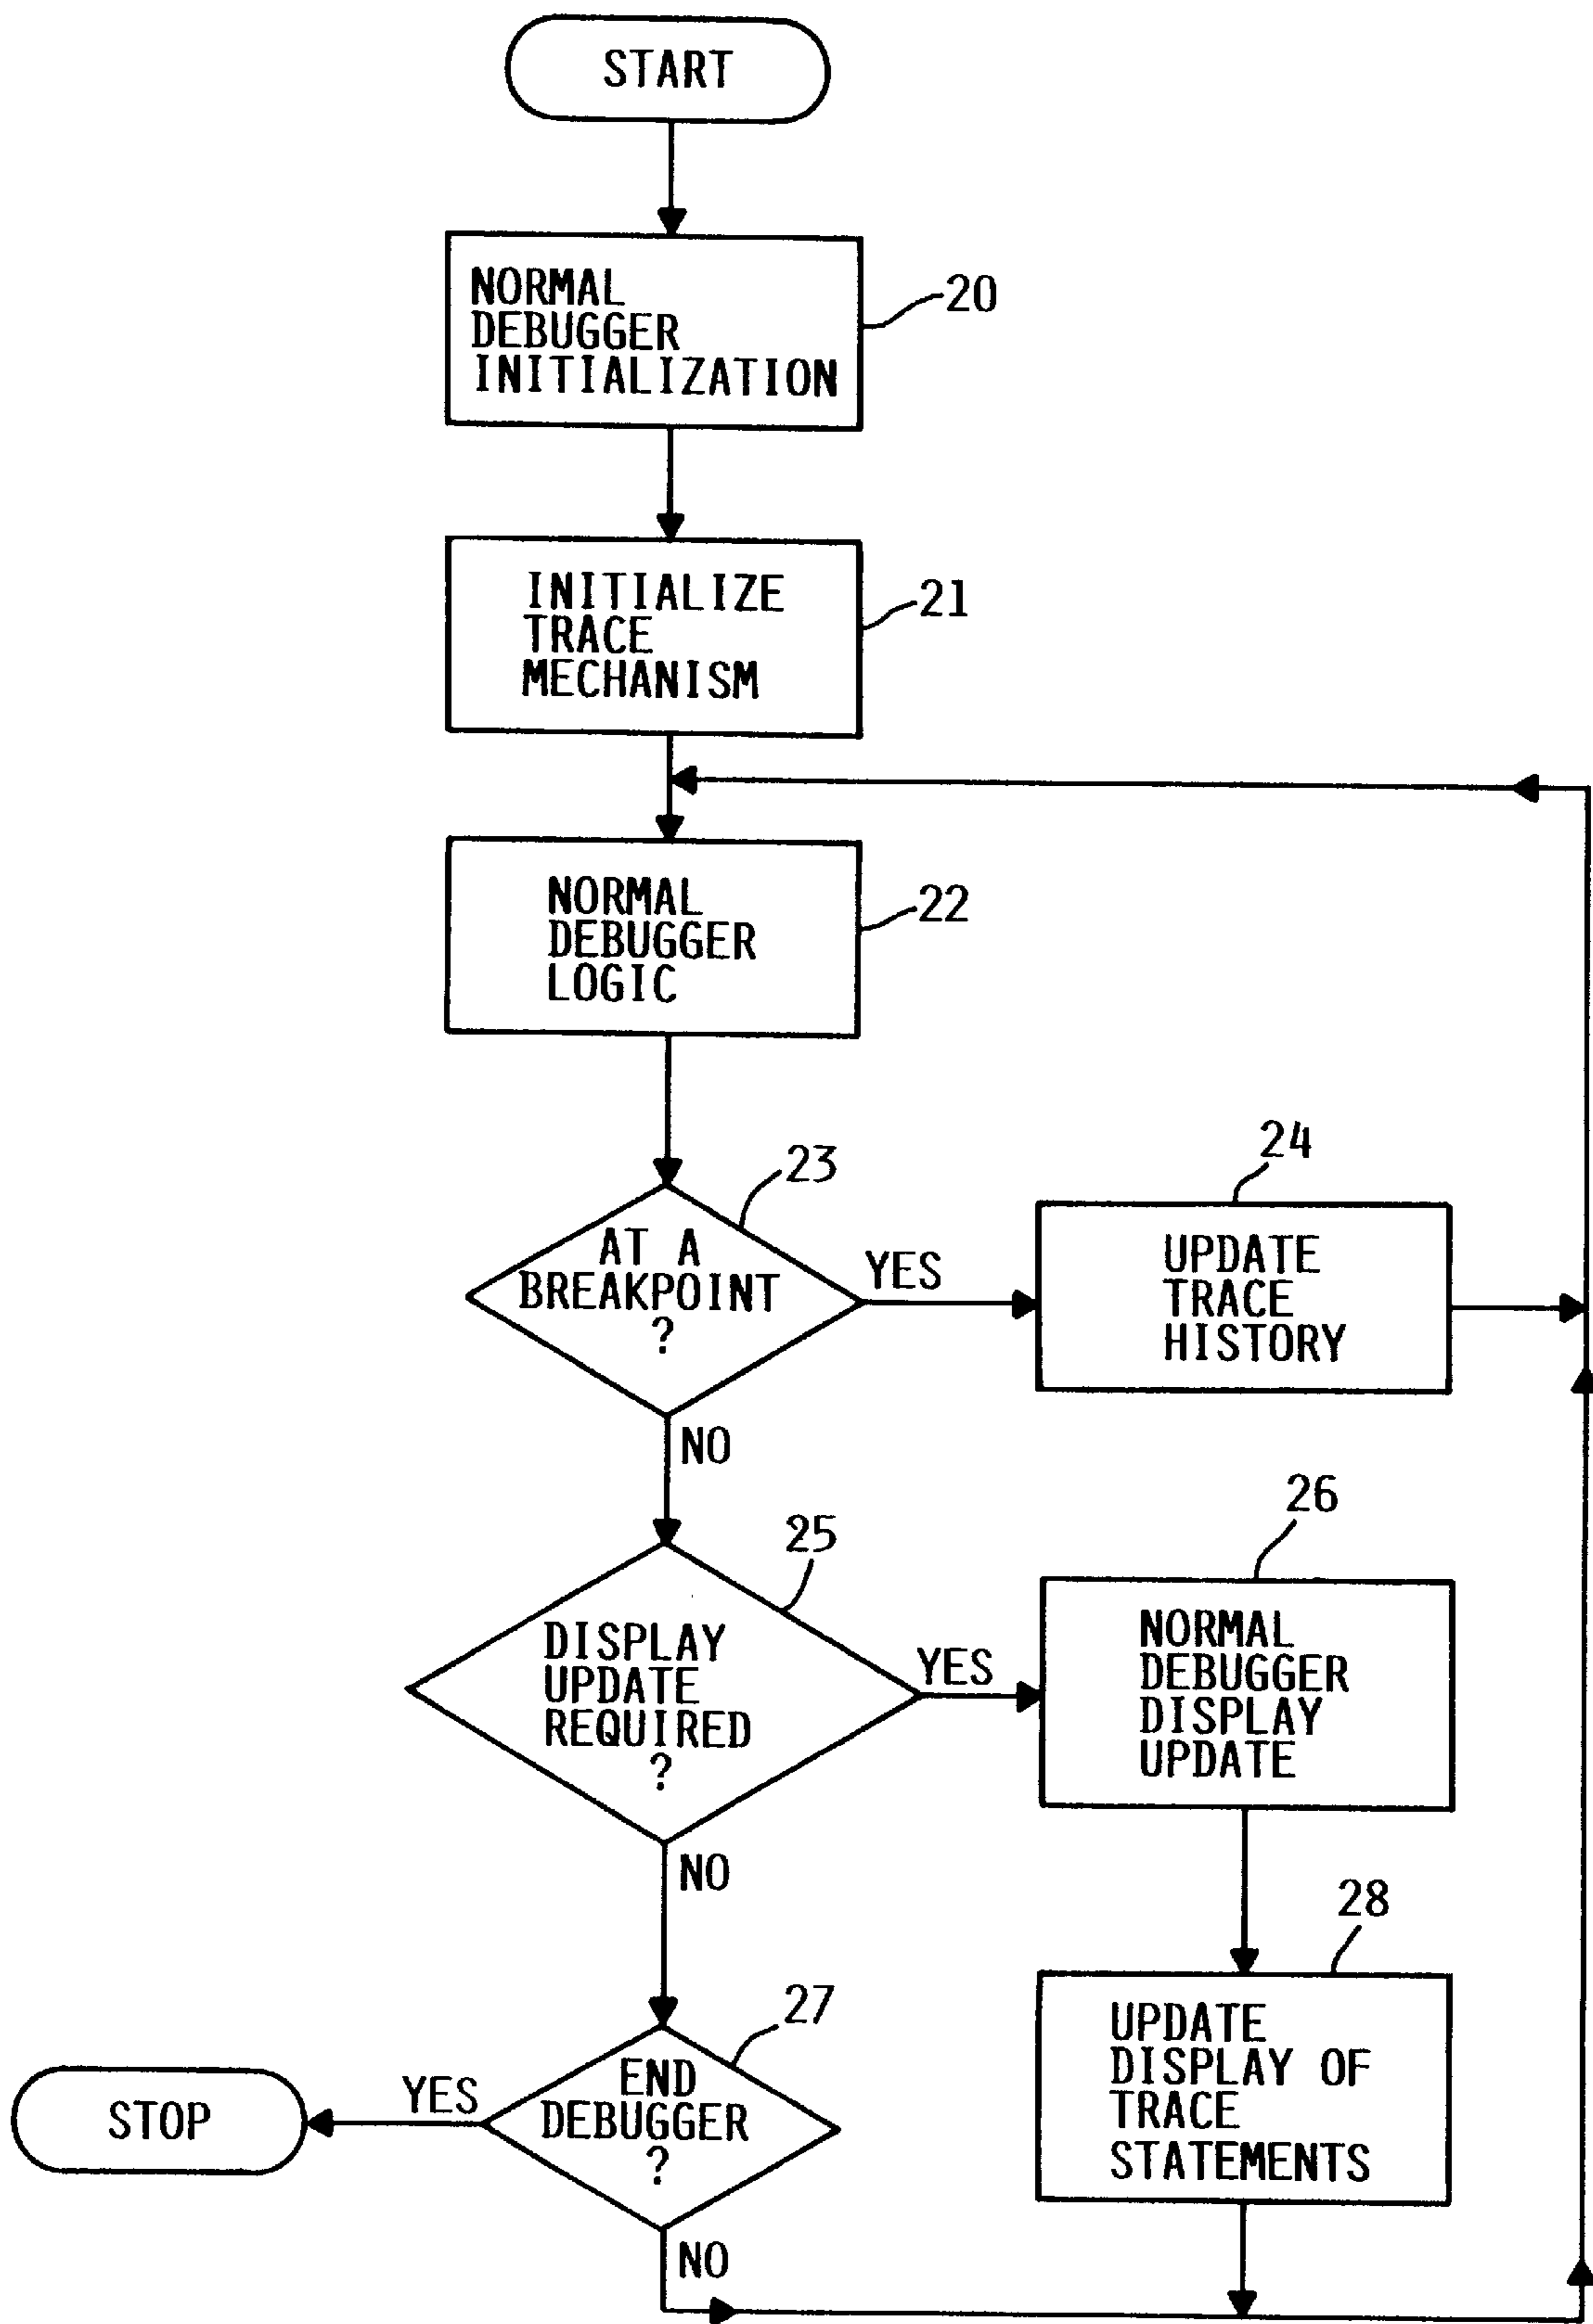 START
NORMAL
DEBUGGER
INITIALIZATION
20
INITIALIZE
TRACE
MECHANISM
21
NORMAL
DEBUGGER
LOGIC
22
23
AT A
BREAKPOINT
?
YES
NO
24
UPDATE
TRACE
HISTORY
25
DISPLAY
UPDATE
REQUIRED
?
YES
NO
26
NORMAL
DEBUGGER
DISPLAY
UPDATE
27
END
DEBUGGER
?
YES
NO
STOP
28
UPDATE
DISPLAY OF
TRACE
STATEMENTS